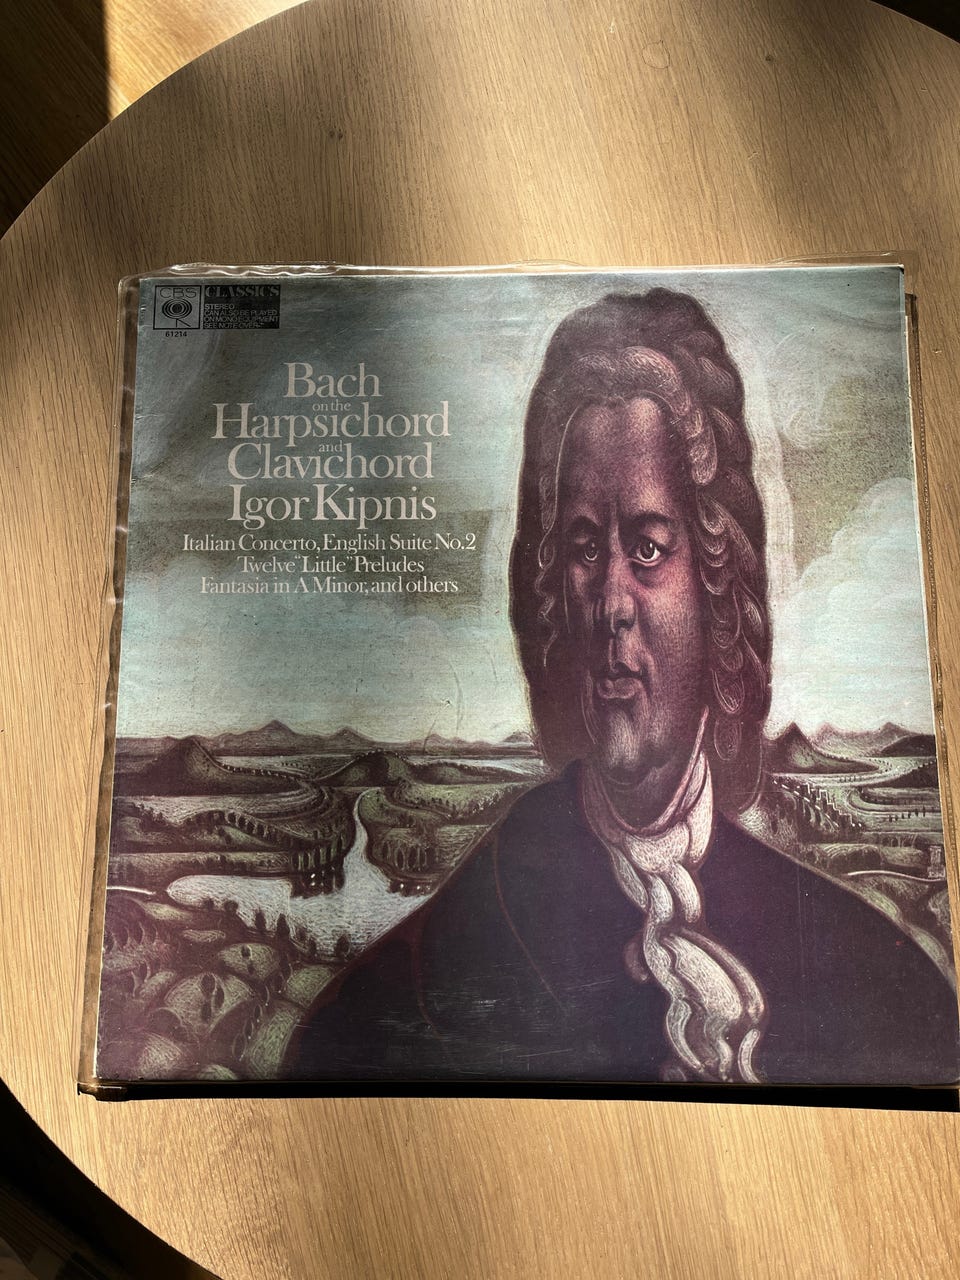 CBS
CLASSICS
STEREO
CAN ALSO BE PLAYED
ON MONO EQUIPMENT
SEE NOTE OVER
61214
Bach
on the
Harpsichord
and
Clavichord
Igor Kipnis
Italian Concerto, English Suite No.2
Twelve "Little" Preludes
Fantasia in A Minor, and others